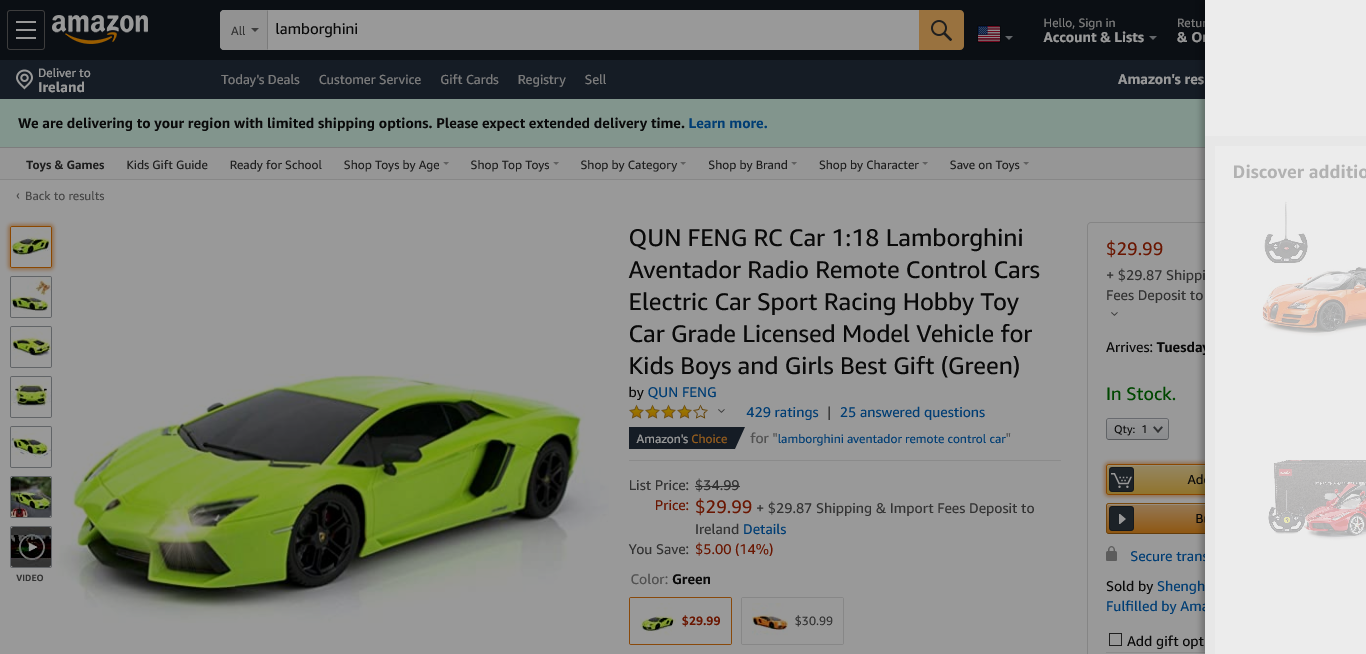 amazon
All
lamborghini
Hello, Sign in
Account & Lists
Retur
& O
Deliver to
Ireland
Today's Deals
Customer Service
Gift Cards
Registry
Sell
Amazon's res
We are delivering to your region with limited shipping options. Please expect extended delivery time. Learn more.
Toys & Games
Kids Gift Guide
Ready for School
Shop Toys by Age
Shop Top Toys
Shop by Category
Shop by Brand
Shop by Character
Save on Toys
‹ Back to results
VIDEO
QUN FENG RC Car 1:18 Lamborghini
Aventador Radio Remote Control Cars
Electric Car Sport Racing Hobby Toy
Car Grade Licensed Model Vehicle for
Kids Boys and Girls Best Gift (Green)
by QUN FENG
429 ratings | 25 answered questions
Amazon's Choice for "lamborghini aventador remote control car"
List Price: $34.99
Price: $29.99 + $29.87 Shipping & Import Fees Deposit to
Ireland Details
You Save: $5.00 (14%)
Color: Green
$29.99
$30.99
$29.99
+ $29.87 Shippi
Fees Deposit to
Arrives: Tuesday
In Stock.
Qty: 1
Ad
B
Secure trans
Sold by Shengh
Fulfilled by Ama
Add gift opt
Discover additio